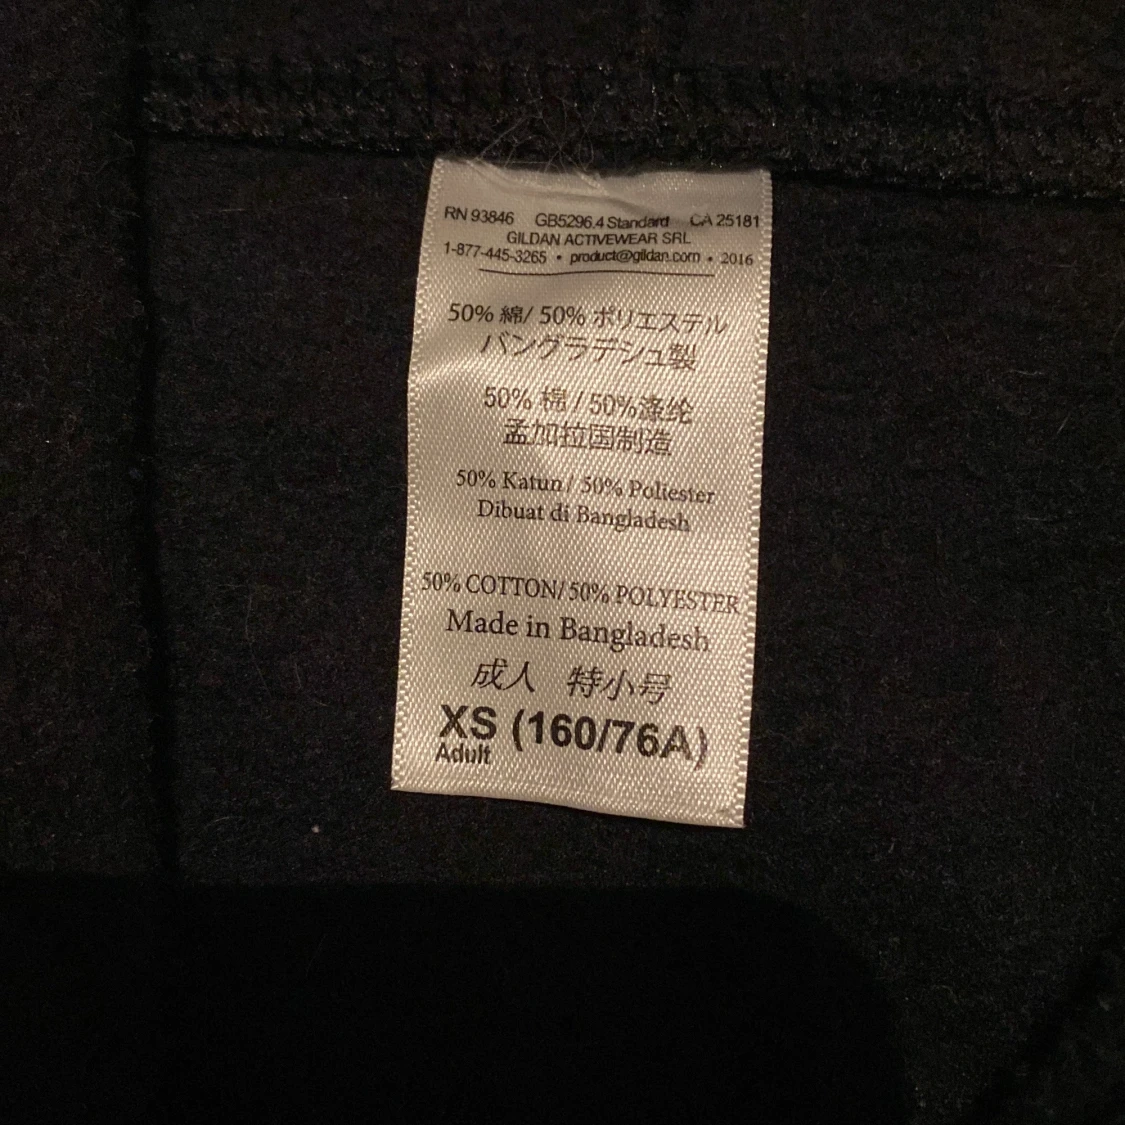 RN 93846 GB5296.4 Standard CA 25181
GILDAN ACTIVEWEAR SRL
1-877-445-3265 • product@gildan.com • 2016
50% 綿/ 50% ポリエステル
バングラデシュ製
50% 棉 / 50%涤纶
孟加拉国制造
50% Katun / 50% Poliester
Dibuat di Bangladesh
50% COTTON/ 50% POLYESTER
Made in Bangladesh
成人 特小号
XS (160/76A)
Adult